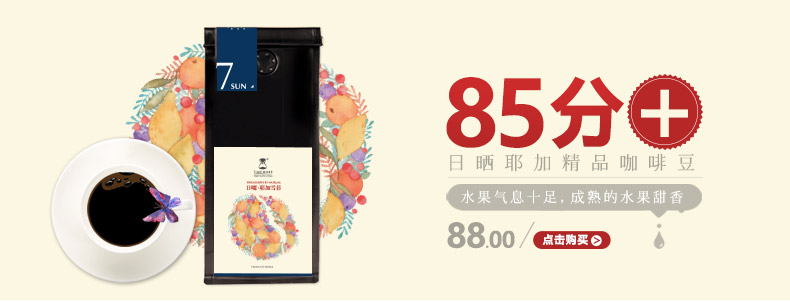 7
SUN
日曬·耶加雪菲
85分+
日晒耶加精品咖啡豆
水果气息十足,成熟的水果甜香
88.00/
点击购买